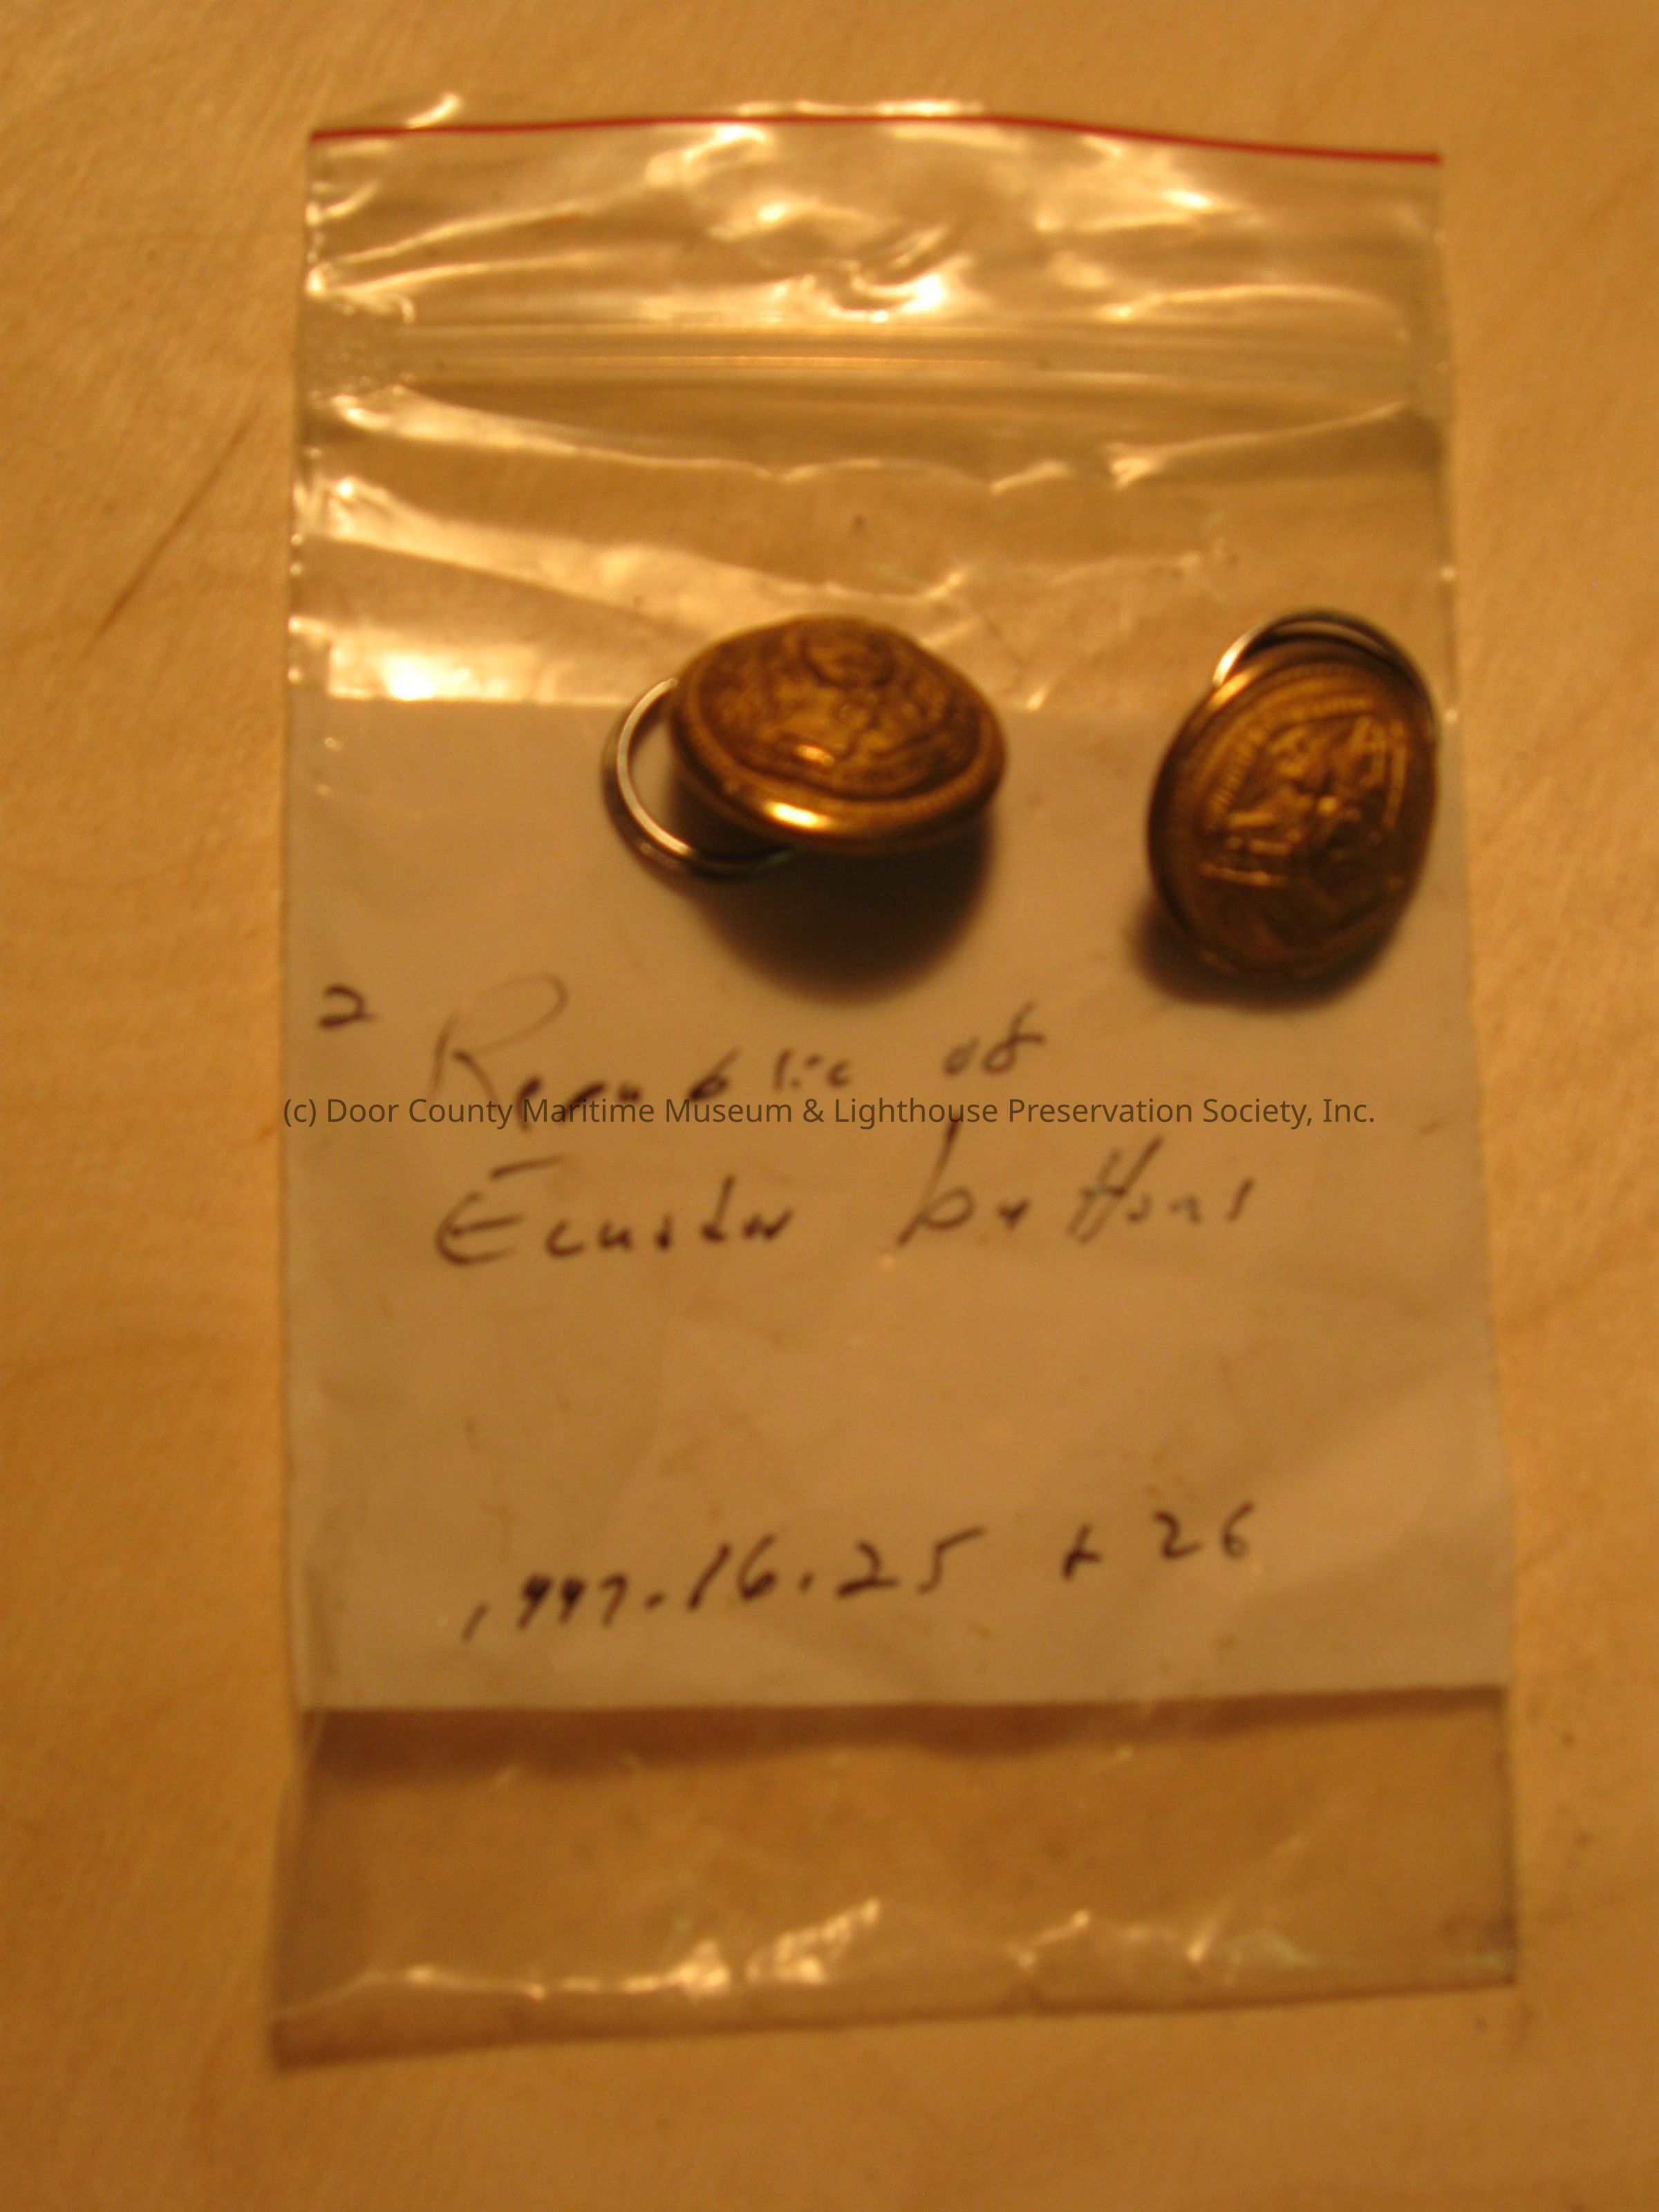 2 Republic of
(c) Door County Maritime Museum & Lighthouse Preservation Society, Inc.
Ecuador buttons
1997.16.25 + 26